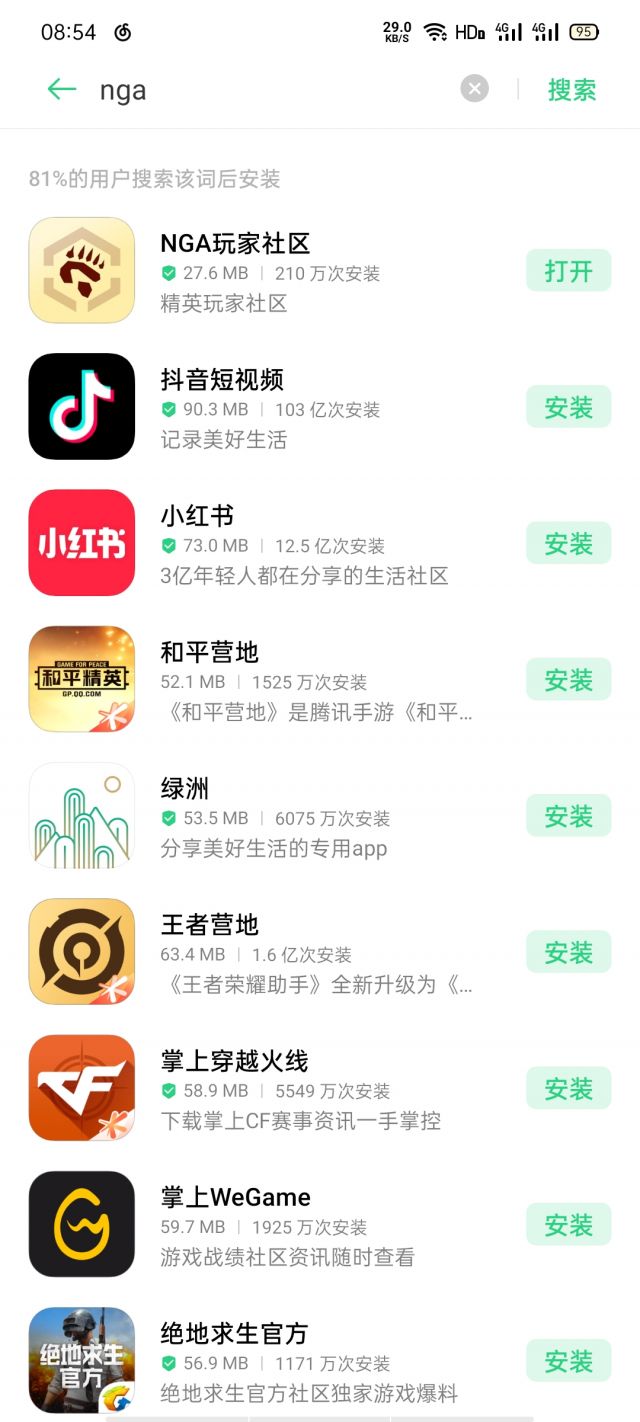 08:54
29.0 KB/S HD 4G 4G 95
nga
搜索
81%的用户搜索该词后安装
NGA玩家社区
27.6 MB 210 万次安装
打开
精英玩家社区
抖音短视频
90.3 MB 103 亿次安装
安装
记录美好生活
小红书
小红书
73.0 MB 12.5 亿次安装
安装
3亿年轻人都在分享的生活社区
GAME FOR PEACE
和平精英
GP.QQ.COM
和平营地
52.1 MB 1525 万次安装
安装
《和平营地》是腾讯手游《和平...
绿洲
53.5 MB 6075 万次安装
安装
分享美好生活的专用app
王者营地
63.4 MB 1.6 亿次安装
安装
《王者荣耀助手》全新升级为《...
CF
掌上穿越火线
58.9 MB 5549 万次安装
安装
下载掌上CF赛事资讯一手掌控
掌上WeGame
59.7 MB 1925 万次安装
安装
游戏战绩社区资讯随时查看
绝地求生
官方
绝地求生官方
56.9 MB 1171 万次安装
安装
绝地求生官方社区独家游戏爆料